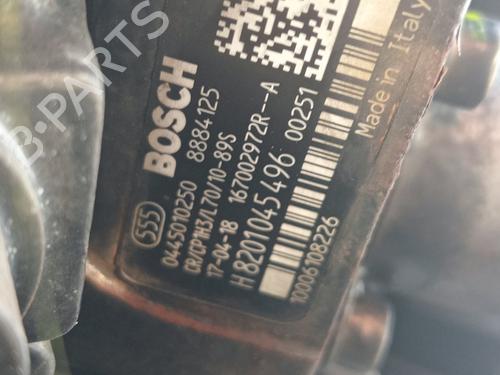 BOSCH
555
0445010250 8884125
CR/CP1H3/L70/10-89S
17-04-18 167002972R--A
H8201045496 00251
10006108226
Made in Italy
B-PARTS